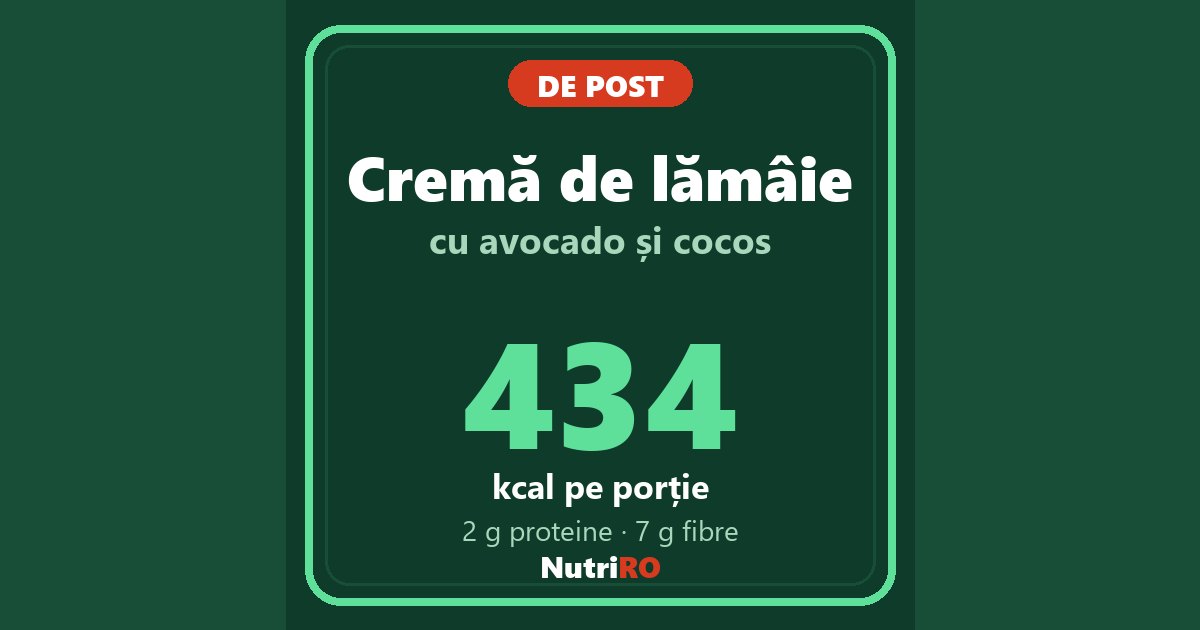 DE POST
Cremă de lămâie
cu avocado și cocos
434
kcal pe porție
2 g proteine · 7 g fibre
NutriRO